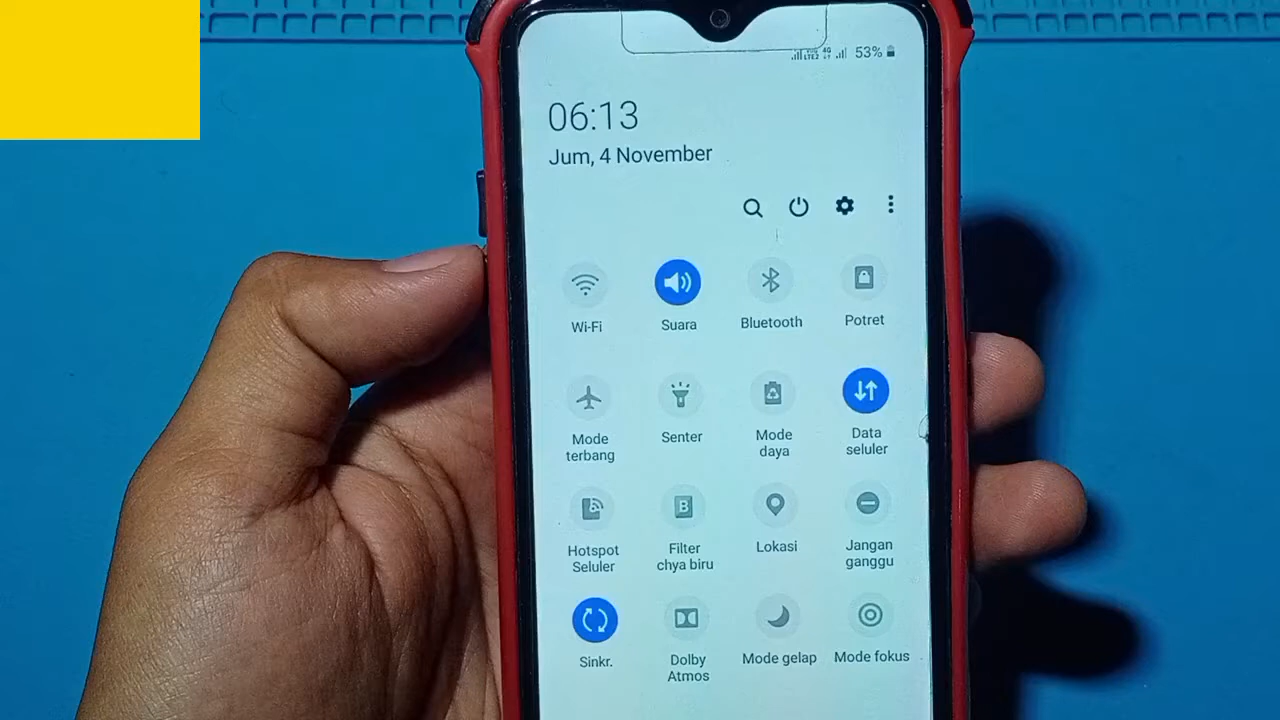 53%
06:13
Jum, 4 November
Wi-Fi
Suara
Bluetooth
Potret
Mode
terbang
Senter
Mode
daya
Data
seluler
Hotspot
Seluler
Filter
chya biru
Lokasi
Jangan
ganggu
Sinkr.
Dolby
Atmos
Mode gelap
Mode fokus